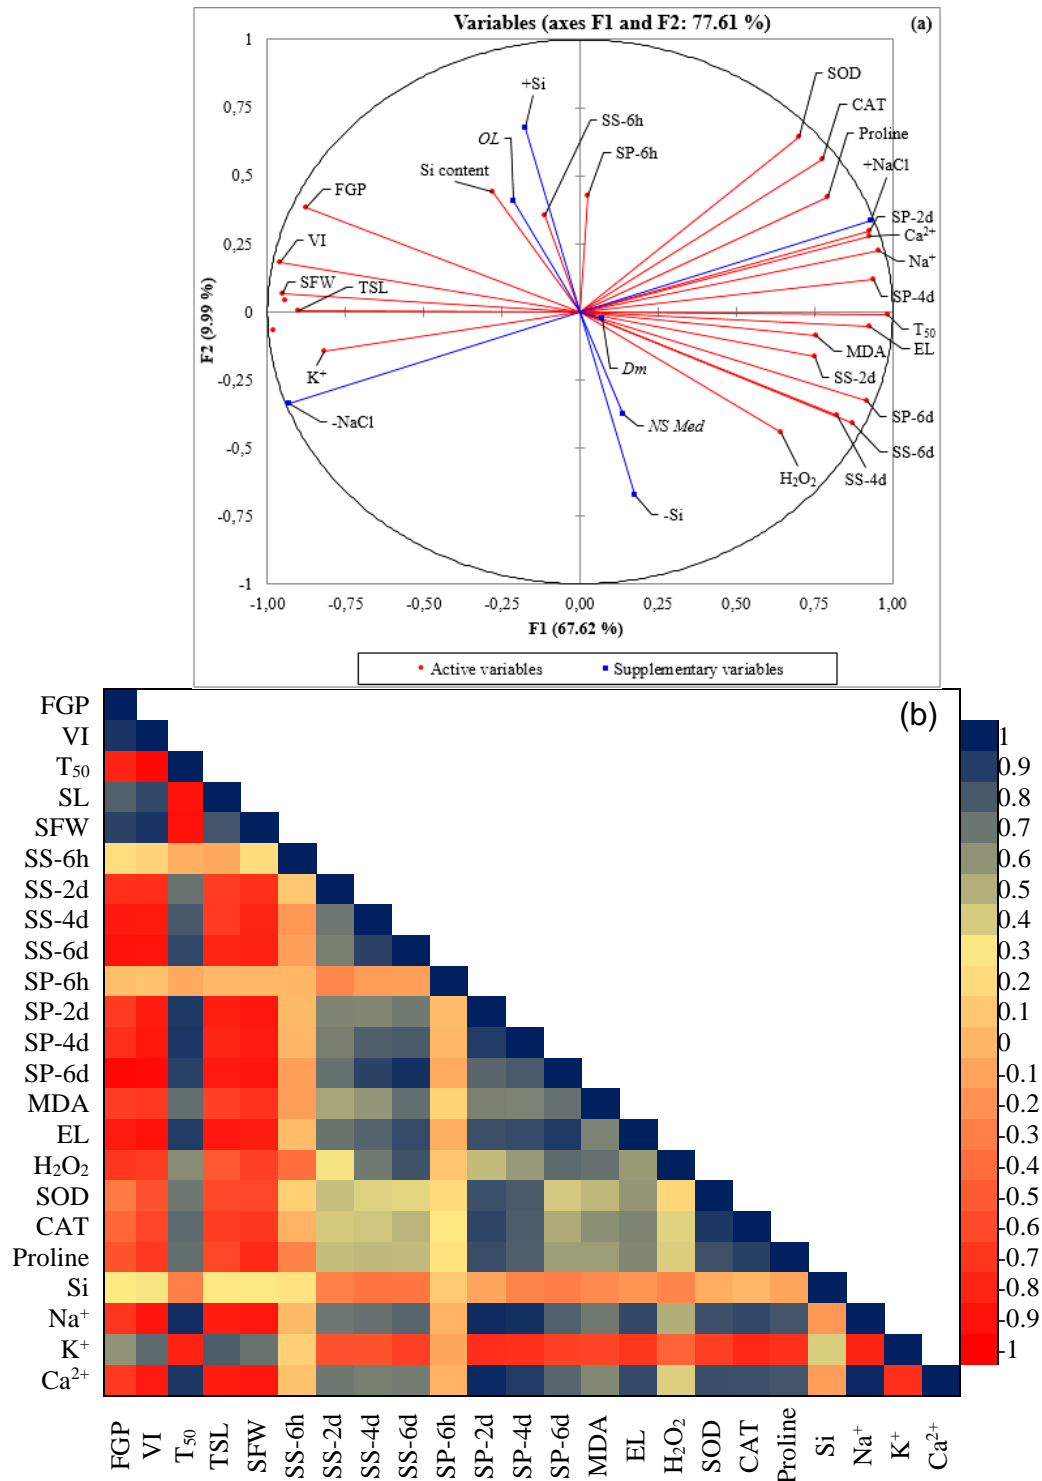 Variables (axes F1 and F2: 77.61 %)
(a)
1
0,75
0,5
0,25
0
-0,25
-0,5
-0,75
-1
F2 (9.99 %)
SOD
+Si
CAT
SS-6h
OL
Proline
SP-6h
+NaCl
Si content
FGP
SP-2d
VI
Ca²⁺
Na⁺
SFW
TSL
SP-4d
T₅₀
MDA
EL
K⁺
Dm
SS-2d
-NaCl
NS Med
SP-6d
SS-6d
H₂O₂
SS-4d
-Si
-1,00 -0,75 -0,50 -0,25 0,00 0,25 0,50 0,75 1,00
F1 (67.62 %)
Active variables Supplementary variables
(b)
FGP
VI
T₅₀
SL
SFW
SS-6h
SS-2d
SS-4d
SS-6d
SP-6h
SP-2d
SP-4d
SP-6d
MDA
EL
H₂O₂
SOD
CAT
Proline
Si
Na⁺
K⁺
Ca²⁺
1
0.9
0.8
0.7
0.6
0.5
0.4
0.3
0.2
0.1
0
-0.1
-0.2
-0.3
-0.4
-0.5
-0.6
-0.7
-0.8
-0.9
-1
FGP
VI
T₅₀
TSL
SFW
SS-6h
SS-2d
SS-4d
SS-6d
SP-6h
SP-2d
SP-4d
SP-6d
MDA
EL
H₂O₂
SOD
CAT
Proline
Si
Na⁺
K⁺
Ca²⁺